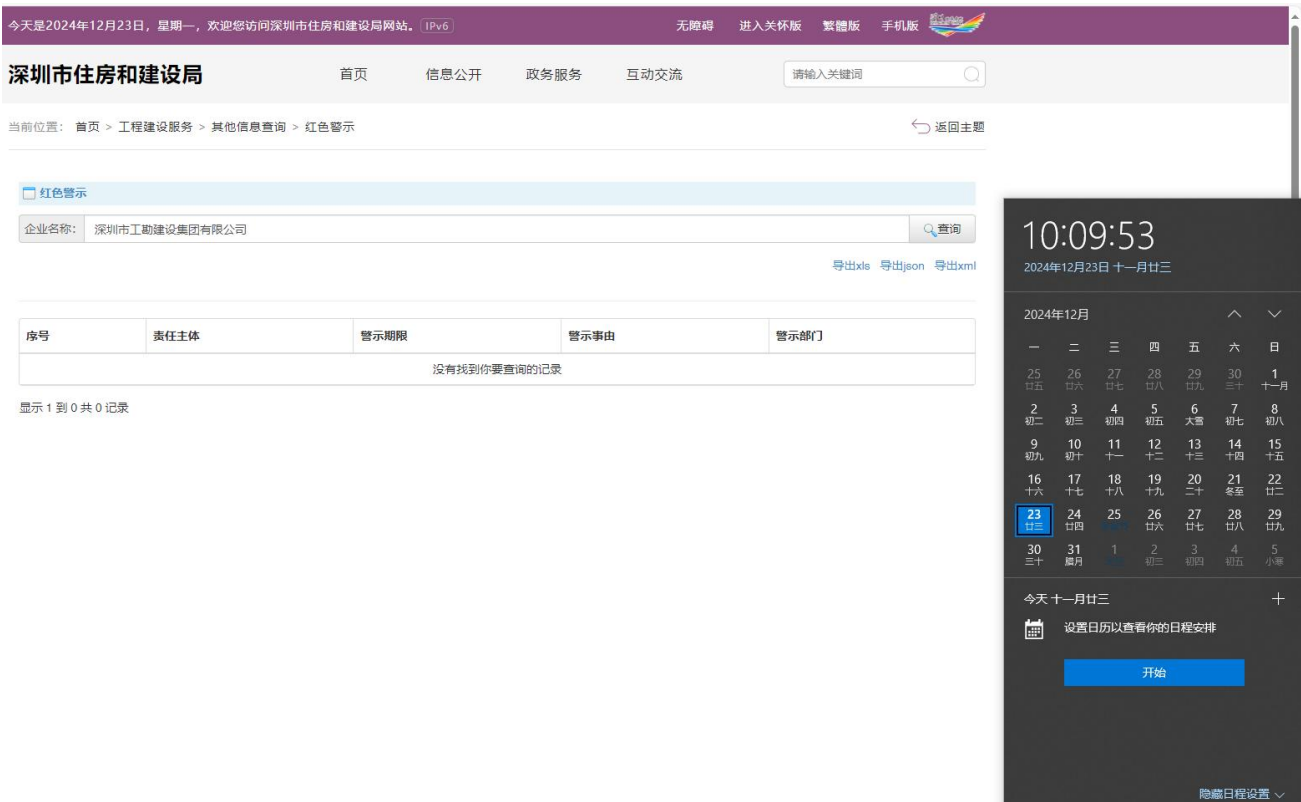 今天是2024年12月23日，星期一，欢迎您访问深圳市住房和建设局网站。 IPv6 无障碍 进入关怀版 繁體版 手机版
深圳市住房和建设局 首页 信息公开 政务服务 互动交流 请输入关键词
当前位置： 首页 > 工程建设服务 > 其他信息查询 > 红色警示 返回主题
红色警示
企业名称： 深圳市工勘建设集团有限公司 查询
导出xls 导出json 导出xml
序号 责任主体 警示期限 警示事由 警示部门
没有找到你要查询的记录
显示 1 到 0 共 0 记录
10:09:53
2024年12月23日 十一月廿三
2024年12月
一 二 三 四 五 六 日
25 26 27 28 29 30 1
廿五 廿六 廿七 廿八 廿九 三十 十一月
2 3 4 5 6 7 8
初二 初三 初四 初五 大雪 初七 初八
9 10 11 12 13 14 15
初九 初十 十一 十二 十三 十四 十五
16 17 18 19 20 21 22
十六 十七 十八 十九 二十 冬至 廿二
23 24 25 26 27 28 29
廿三 廿四 廿六 廿七 廿八 廿九
30 31 1 2 3 4 5
三十 腊月 初三 初四 初五 小寒
今天 十一月廿三
设置日历以查看你的日程安排
开始
隐藏日程设置